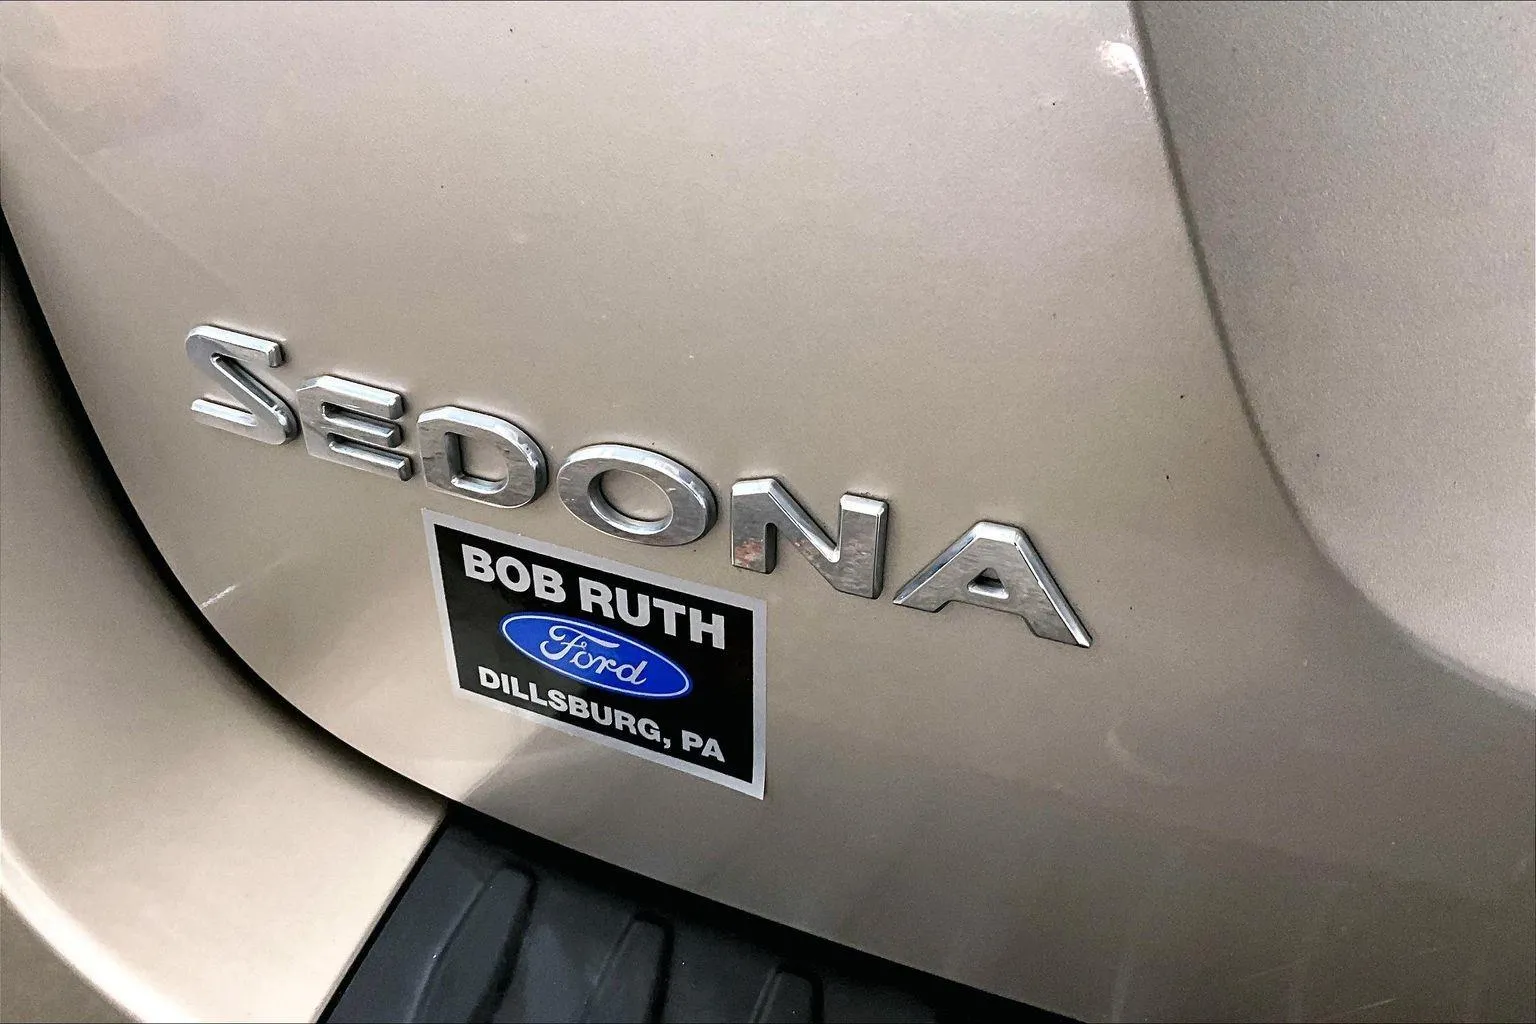 SEDONA
BOB RUTH
Ford
DILLSBURG, PA